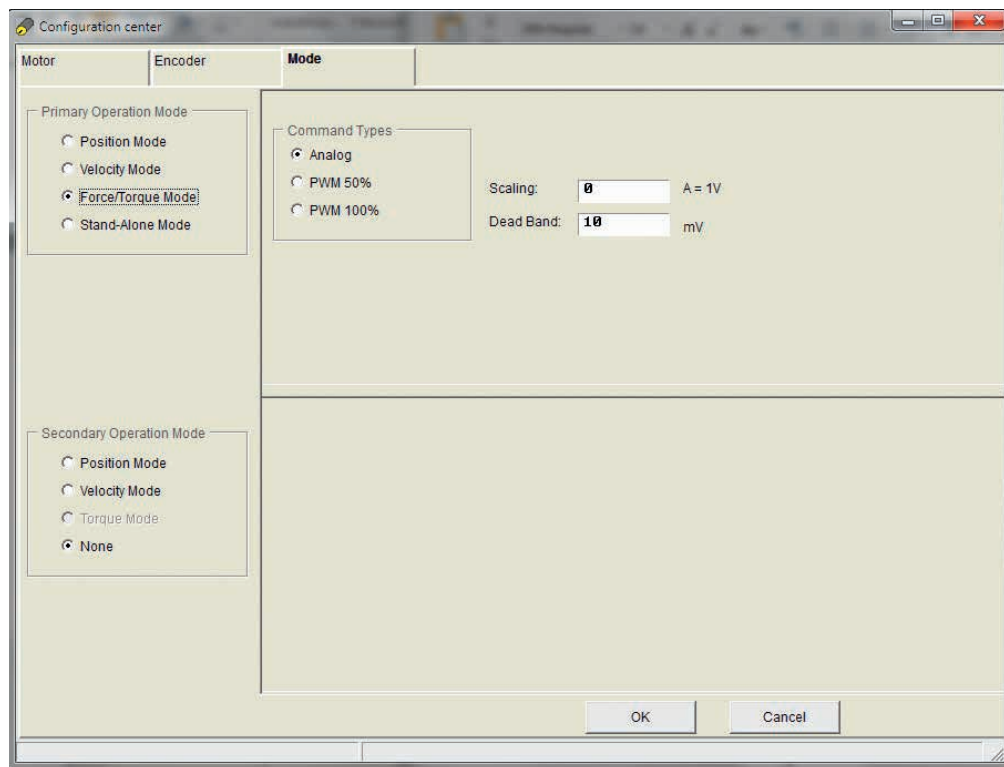 Configuration center
Motor
Encoder
Mode
Primary Operation Mode
Position Mode
Velocity Mode
Force/Torque Mode
Stand-Alone Mode
Command Types
Analog
PWM 50%
PWM 100%
Scaling: 0 A = 1V
Dead Band: 10 mV
Secondary Operation Mode
Position Mode
Velocity Mode
Torque Mode
None
OK
Cancel